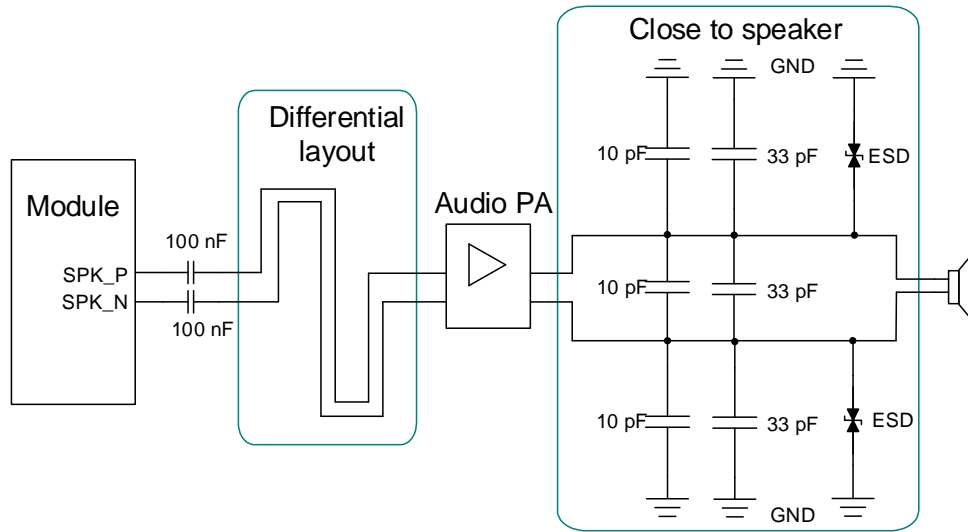 Close to speaker
GND
Differential
layout
10 pF
33 pF
ESD
Module
Audio PA
100 nF
SPK_P
SPK_N
10 pF
33 pF
100 nF
10 pF
33 pF
ESD
GND